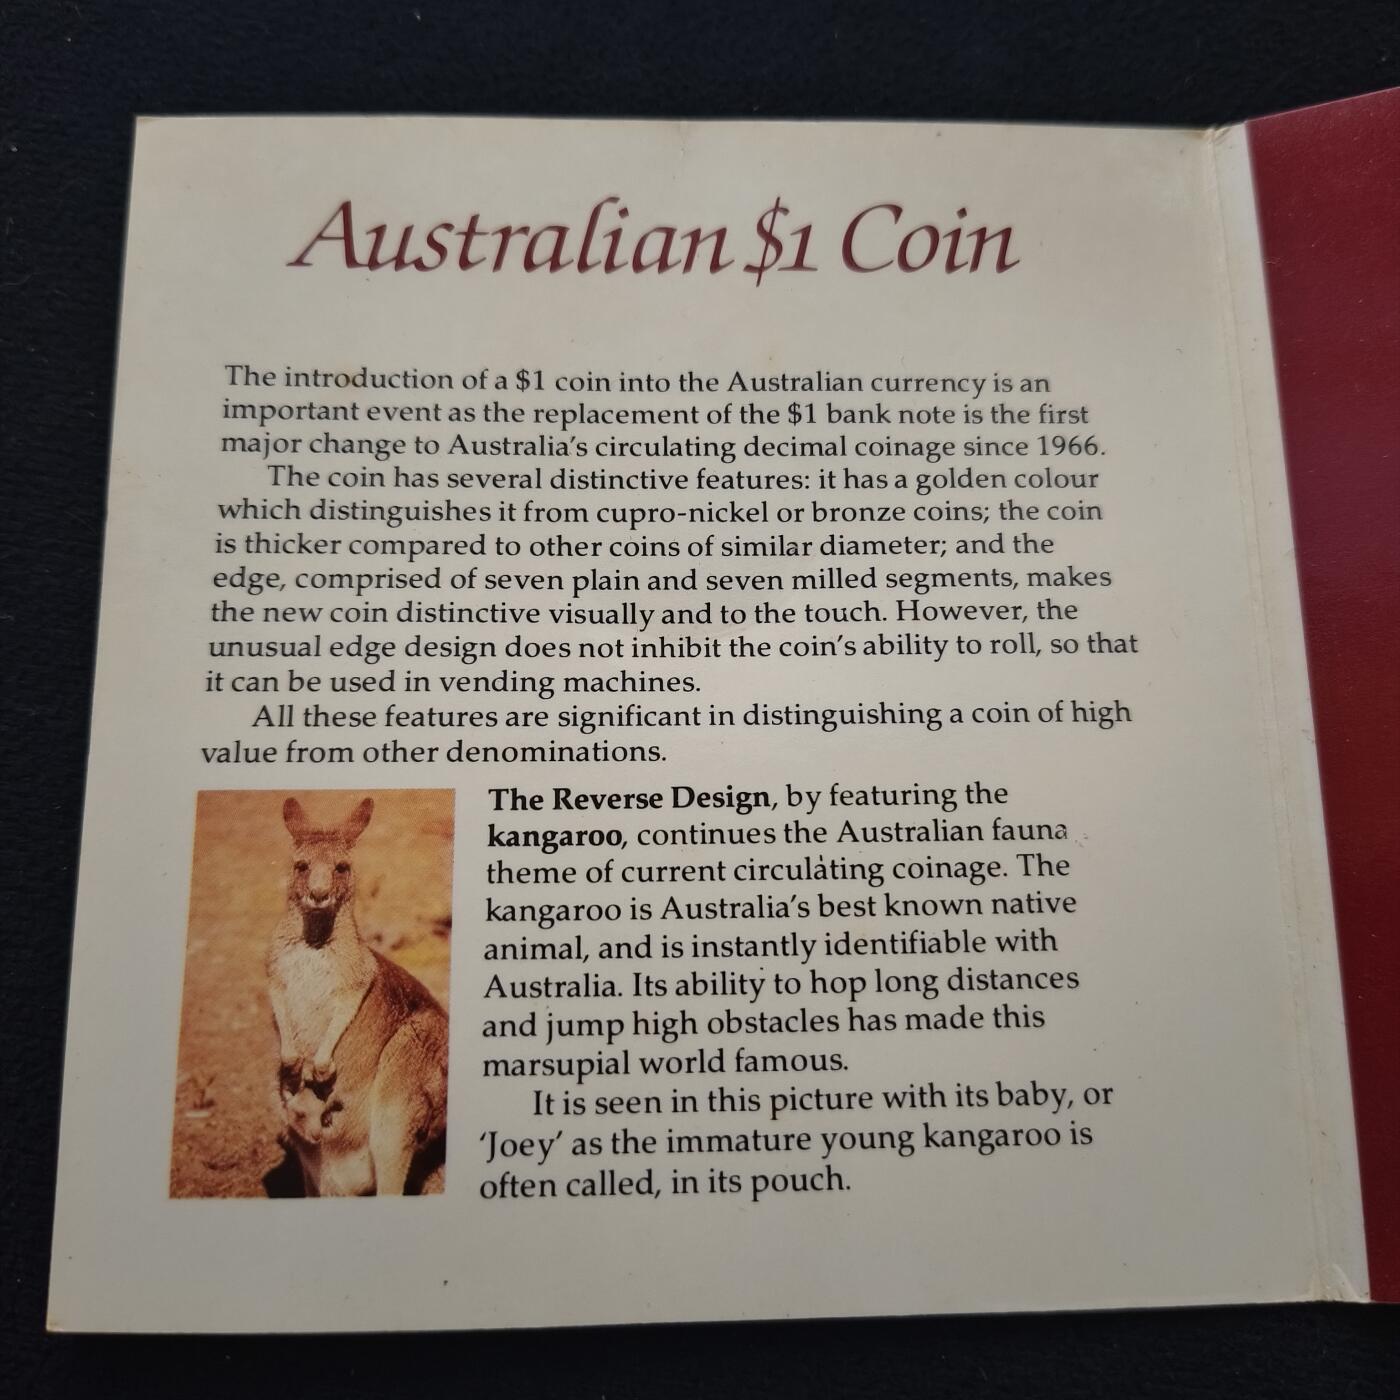 Australian $1 Coin
The introduction of a $1 coin into the Australian currency is an
important event as the replacement of the $1 bank note is the first
major change to Australia's circulating decimal coinage since 1966.
The coin has several distinctive features: it has a golden colour
which distinguishes it from cupro-nickel or bronze coins; the coin
is thicker compared to other coins of similar diameter; and the
edge, comprised of seven plain and seven milled segments, makes
the new coin distinctive visually and to the touch. However, the
unusual edge design does not inhibit the coin's ability to roll, so that
it can be used in vending machines.
All these features are significant in distinguishing a coin of high
value from other denominations.
The Reverse Design, by featuring the
kangaroo, continues the Australian fauna
theme of current circulating coinage. The
kangaroo is Australia's best known native
animal, and is instantly identifiable with
Australia. Its ability to hop long distances
and jump high obstacles has made this
marsupial world famous.
It is seen in this picture with its baby, or
'Joey' as the immature young kangaroo is
often called, in its pouch.